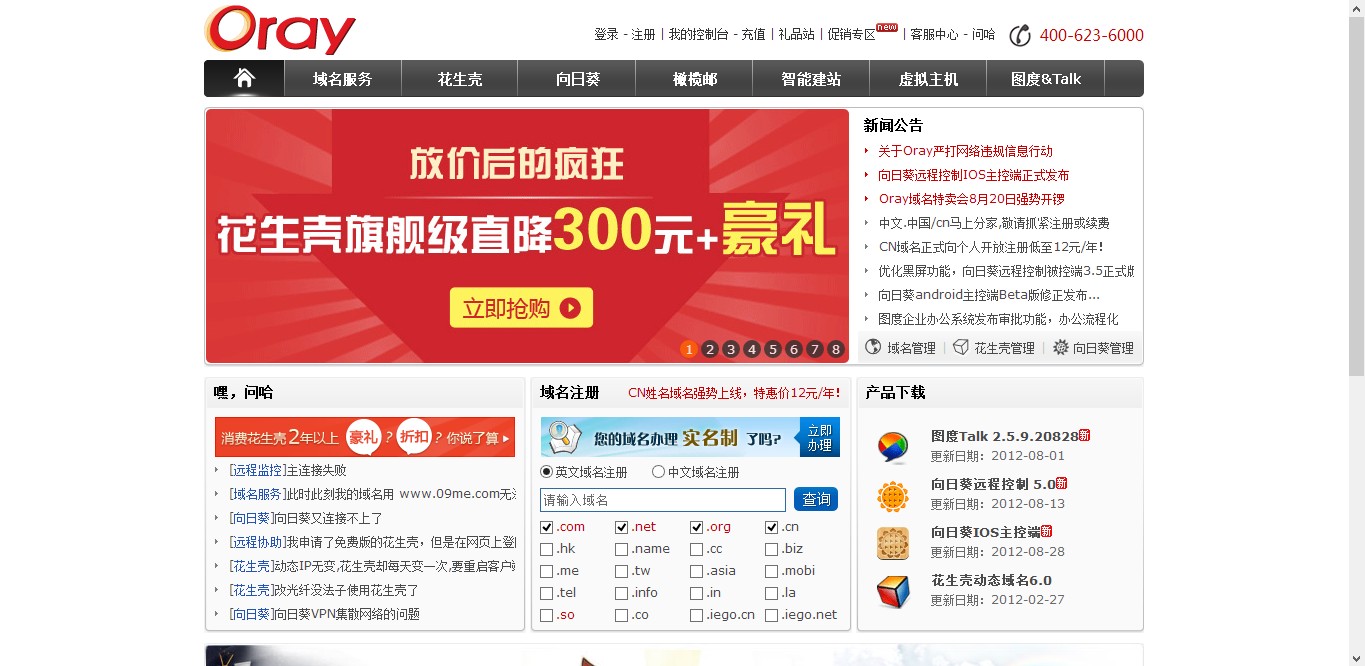 Oray
登录 - 注册 | 我的控制台 - 充值 | 礼品站 | 促销专区 new | 客服中心 - 问哈 400-623-6000
域名服务 花生壳 向日葵 橄榄邮 智能建站 虚拟主机 图度&Talk
放价后的疯狂
花生壳旗舰级直降300元+豪礼
立即抢购
1 2 3 4 5 6 7 8
新闻公告
关于Oray严打网络违规信息行动
向日葵远程控制IOS主控端正式发布
Oray域名特卖会8月20日强势开锣
中文.中国/cn马上分家,敬请抓紧注册或续费
CN域名正式向个人开放注册低至12元/年!
优化黑屏功能，向日葵远程控制被控端3.5正式版
向日葵android主控端Beta版修正发布...
图度企业办公系统发布审批功能，办公流程化
域名管理 | 花生壳管理 | 向日葵管理
嘿，问哈
消费花生壳2年以上 豪礼 ? 折扣 ? 你说了算
[远程监控]主连接失败
[域名服务]此时此刻我的域名用 www.09me.com无
[向日葵]向日葵又连接不上了
[远程协助]我申请了免费版的花生壳，但是在网页上登
[花生壳]动态IP无变,花生壳却每天变一次,要重启客户
[花生壳]改光纤没法子使用花生壳了
[向日葵]向日葵VPN集散网络的问题
域名注册 CN姓名域名强势上线，特惠价12元/年!
您的域名办理 实名制 了吗? 立即办理
英文域名注册 中文域名注册
请输入域名 查询
.com .net .org .cn
.hk .name .cc .biz
.me .tw .asia .mobi
.tel .info .in .la
.so .co .iego.cn .iego.net
产品下载
图度Talk 2.5.9.20828 新
更新日期：2012-08-01
向日葵远程控制 5.0 新
更新日期：2012-08-13
向日葵IOS主控端 新
更新日期：2012-08-28
花生壳动态域名6.0
更新日期：2012-02-27